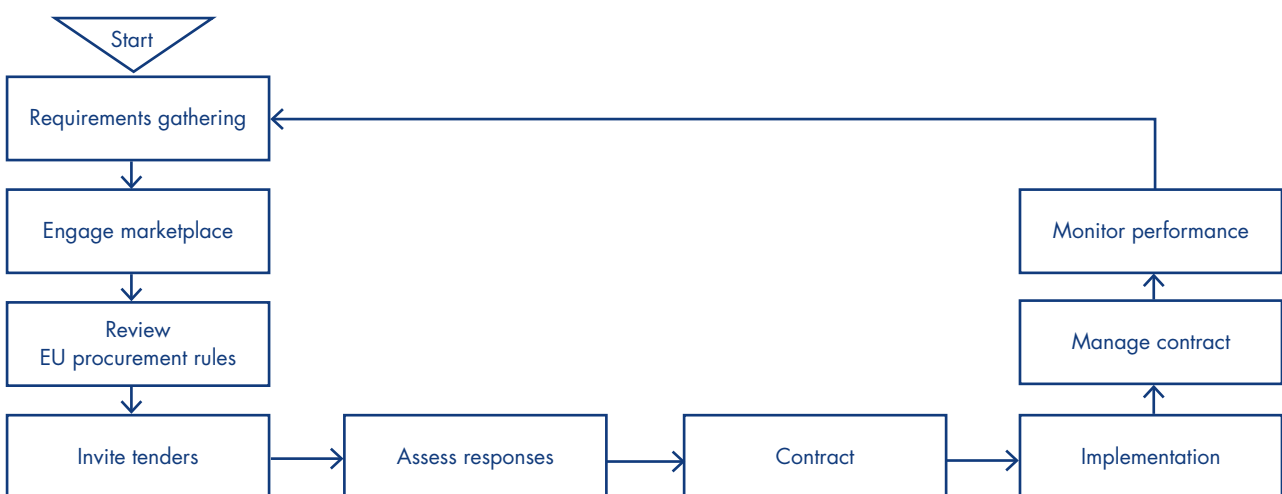 Start
Requirements gathering
Engage marketplace
Review
EU procurement rules
Invite tenders
Assess responses
Contract
Implementation
Manage contract
Monitor performance